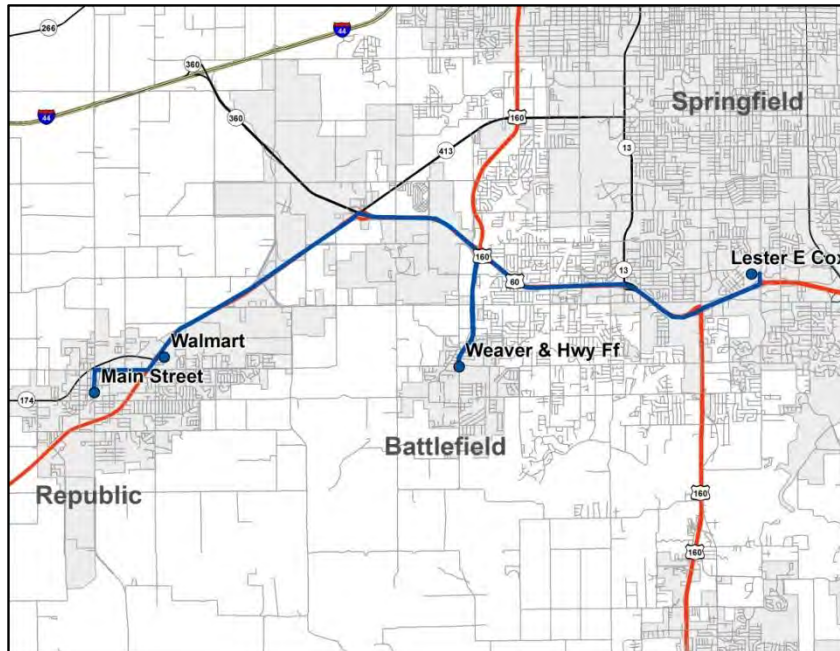 266
44
360
44
360
160
Springfield
413
13
Lester E Cox
160
13
60
Walmart
Weaver & Hwy Ff
Main Street
174
Battlefield
Republic
160
160